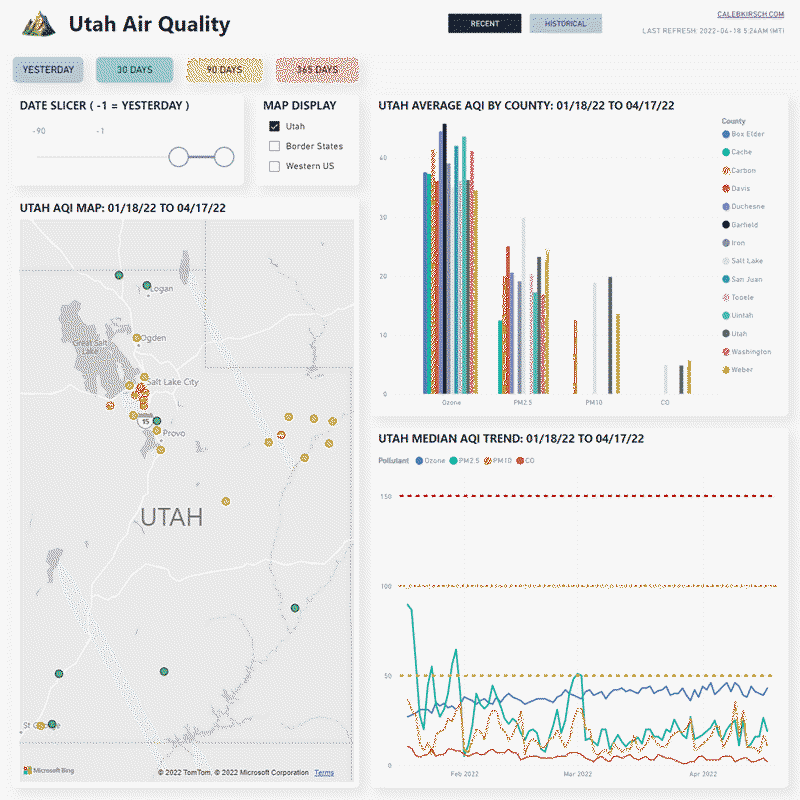 Utah Air Quality
RECENT
HISTORICAL
CALEBKIRSCH.COM
LAST REFRESH: 2022-04-18 5:24AM (MT)
YESTERDAY
30 DAYS
90 DAYS
365 DAYS
DATE SLICER ( -1 = YESTERDAY )
-90
-1
MAP DISPLAY
Utah
Border States
Western US
UTAH AQI MAP: 01/18/22 TO 04/17/22
Logan
Ogden
Great Salt
Lake
Salt Lake City
15
Provo
UTAH
St
Microsoft Bing
© 2022 TomTom, © 2022 Microsoft Corporation Terms
UTAH AVERAGE AQI BY COUNTY: 01/18/22 TO 04/17/22
40
30
20
10
0
Ozone
PM2.5
PM10
CO
County
Box Elder
Cache
Carbon
Davis
Duchesne
Garfield
Iron
Salt Lake
San Juan
Tooele
Uintah
Utah
Washington
Weber
UTAH MEDIAN AQI TREND: 01/18/22 TO 04/17/22
Pollutant
Ozone
PM2.5
PM10
CO
150
100
50
0
Feb 2022
Mar 2022
Apr 2022